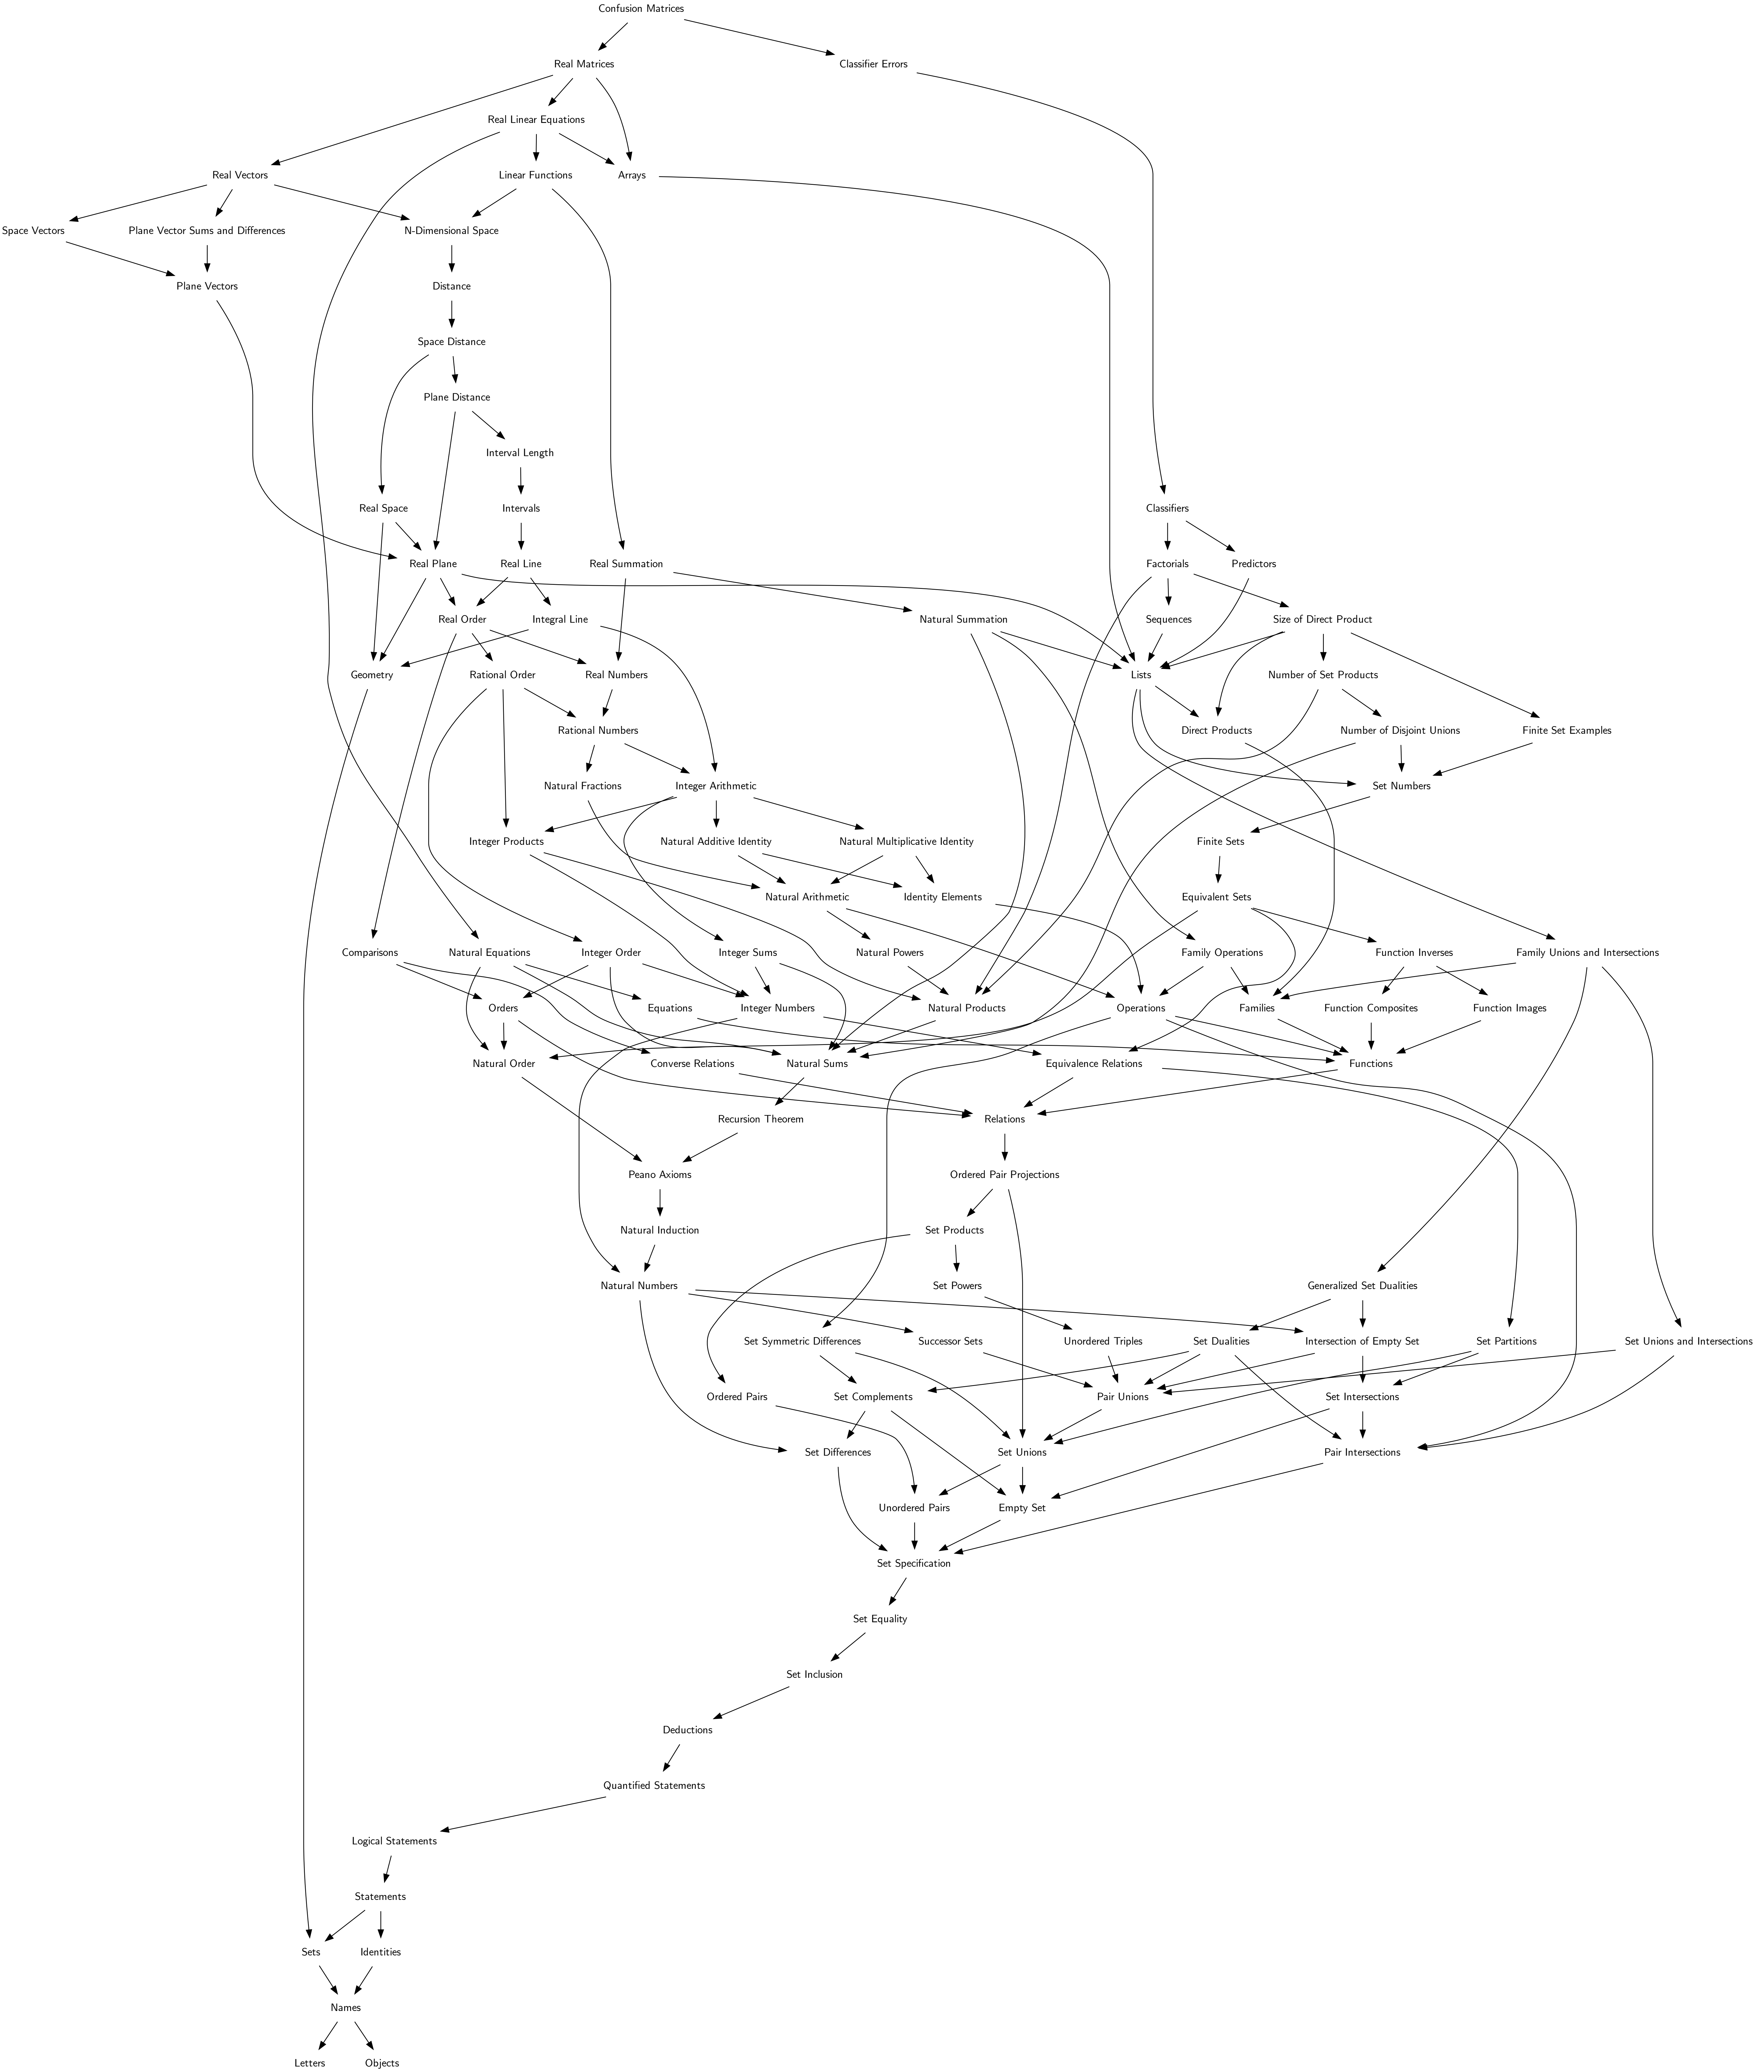 Confusion Matrices
Real Matrices
Classifier Errors
Real Linear Equations
Real Vectors
Linear Functions
Arrays
Space Vectors
Plane Vector Sums and Differences
N-Dimensional Space
Plane Vectors
Distance
Space Distance
Plane Distance
Interval Length
Real Space
Intervals
Classifiers
Real Plane
Real Line
Real Summation
Factorials
Predictors
Real Order
Integral Line
Natural Summation
Sequences
Size of Direct Product
Geometry
Rational Order
Real Numbers
Lists
Number of Set Products
Rational Numbers
Direct Products
Number of Disjoint Unions
Finite Set Examples
Natural Fractions
Integer Arithmetic
Set Numbers
Integer Products
Natural Additive Identity
Natural Multiplicative Identity
Finite Sets
Natural Arithmetic
Identity Elements
Equivalent Sets
Comparisons
Natural Equations
Integer Order
Integer Sums
Natural Powers
Family Operations
Function Inverses
Family Unions and Intersections
Orders
Equations
Integer Numbers
Natural Products
Operations
Families
Function Composites
Function Images
Natural Order
Converse Relations
Natural Sums
Equivalence Relations
Functions
Recursion Theorem
Relations
Peano Axioms
Ordered Pair Projections
Natural Induction
Set Products
Natural Numbers
Set Powers
Generalized Set Dualities
Set Symmetric Differences
Successor Sets
Unordered Triples
Set Dualities
Intersection of Empty Set
Set Partitions
Set Unions and Intersections
Ordered Pairs
Set Complements
Pair Unions
Set Intersections
Set Differences
Set Unions
Pair Intersections
Unordered Pairs
Empty Set
Set Specification
Set Equality
Set Inclusion
Deductions
Quantified Statements
Logical Statements
Statements
Sets
Identities
Names
Letters
Objects